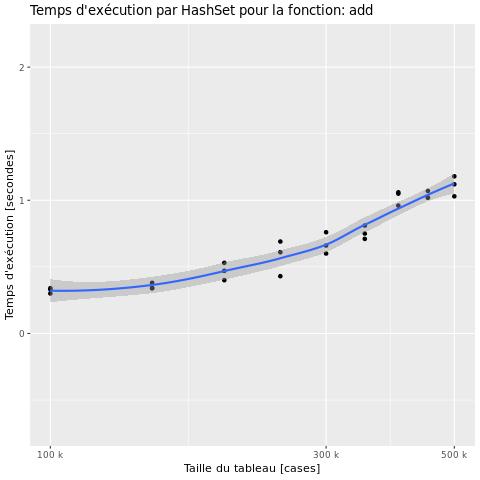 Temps d'exécution par HashSet pour la fonction: add
Temps d'exécution [secondes]
2
1
0
100 k
300 k
500 k
Taille du tableau [cases]